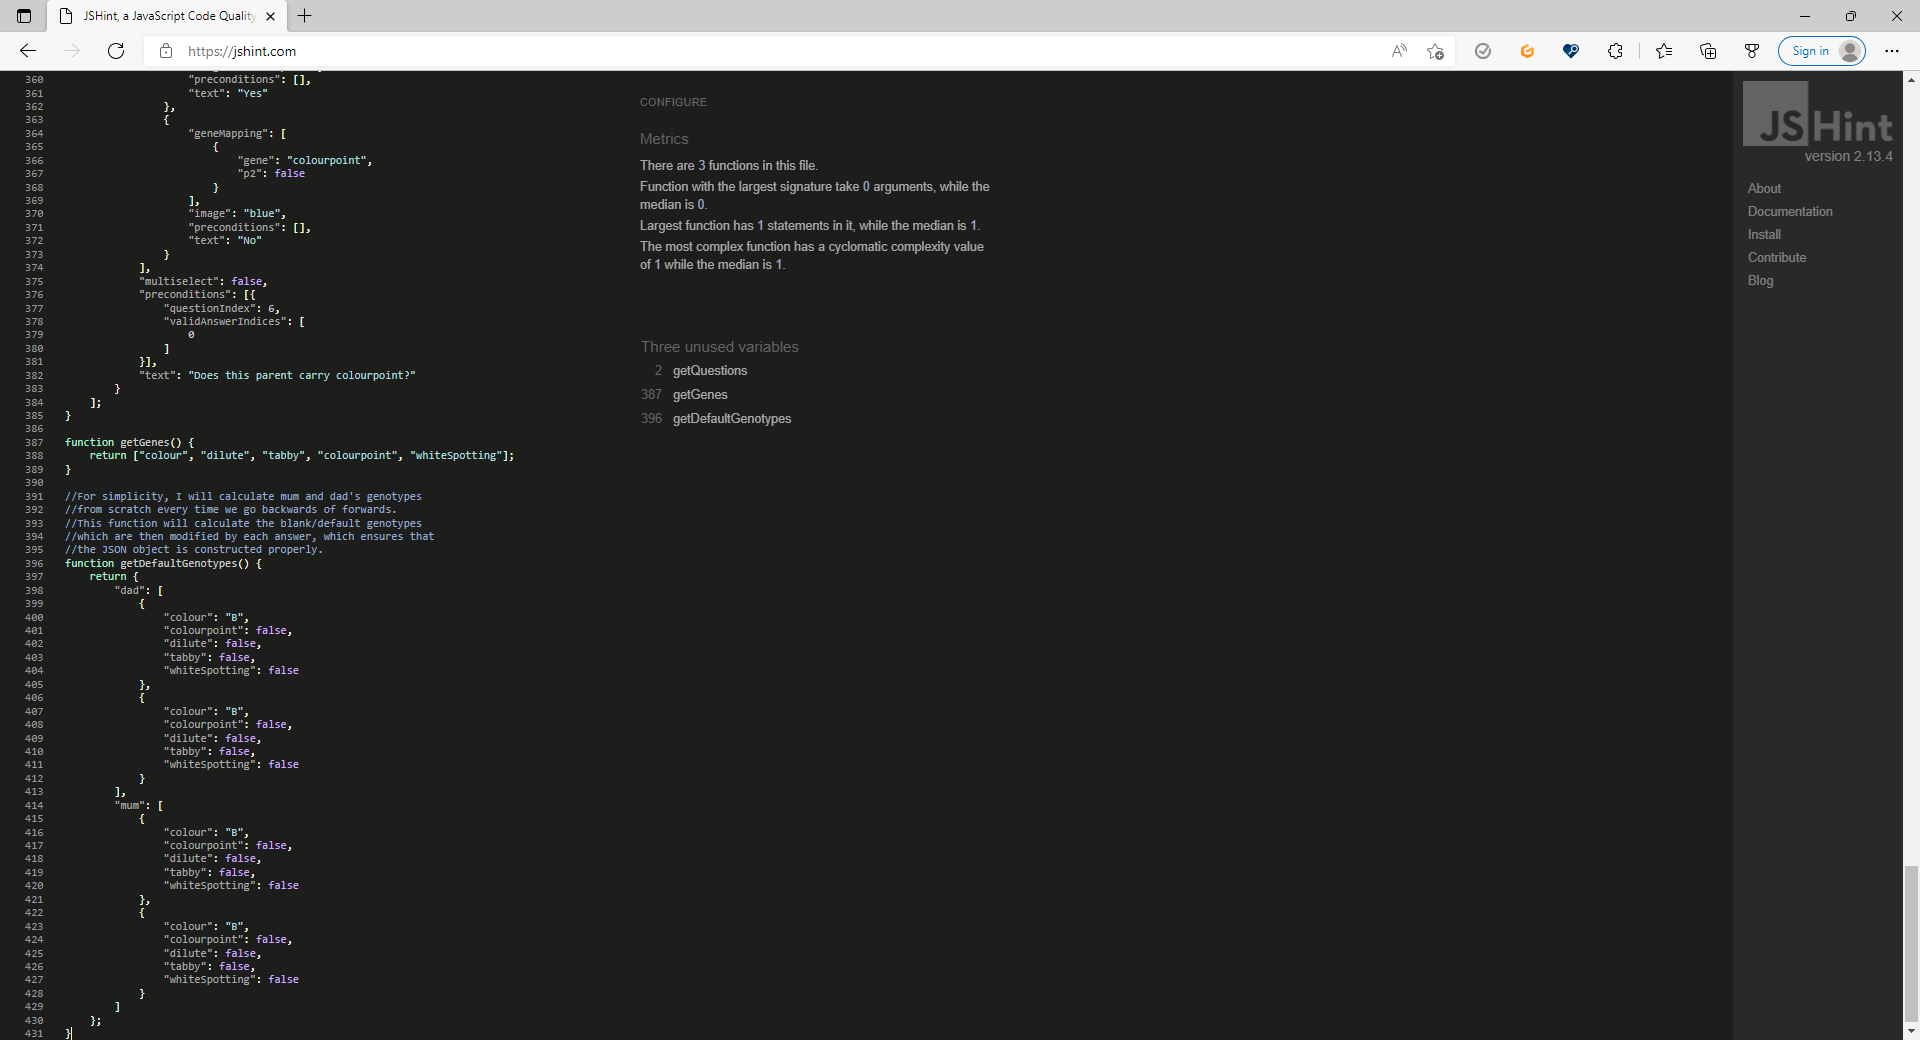 JSHint, a JavaScript Code Quality
https://jshint.com
Sign in
360 "preconditions": [],
361 "text": "Yes"
362 },
363 {
364 "geneMapping": [
365 {
366 "gene": "colourpoint",
367 "p2": false
368 }
369 ],
370 "image": "blue",
371 "preconditions": [],
372 "text": "No"
373 }
374 ],
375 "multiselect": false,
376 "preconditions": [{
377 "questionIndex": 6,
378 "validAnswerIndices": [
379 0
380 ]
381 }],
382 "text": "Does this parent carry colourpoint?"
383 }
384 ];
385 }
386
387 function getGenes() {
388 return ["colour", "dilute", "tabby", "colourpoint", "whiteSpotting"];
389 }
390
391 //For simplicity, I will calculate mum and dad's genotypes
392 //from scratch every time we go backwards of forwards.
393 //This function will calculate the blank/default genotypes
394 //which are then modified by each answer, which ensures that
395 //the JSON object is constructed properly.
396 function getDefaultGenotypes() {
397 return {
398 "dad": [
399 {
400 "colour": "B",
401 "colourpoint": false,
402 "dilute": false,
403 "tabby": false,
404 "whiteSpotting": false
405 },
406 {
407 "colour": "B",
408 "colourpoint": false,
409 "dilute": false,
410 "tabby": false,
411 "whiteSpotting": false
412 }
413 ],
414 "mum": [
415 {
416 "colour": "B",
417 "colourpoint": false,
418 "dilute": false,
419 "tabby": false,
420 "whiteSpotting": false
421 },
422 {
423 "colour": "B",
424 "colourpoint": false,
425 "dilute": false,
426 "tabby": false,
427 "whiteSpotting": false
428 }
429 ]
430 };
431 }
CONFIGURE
Metrics
There are 3 functions in this file.
Function with the largest signature take 0 arguments, while the
median is 0.
Largest function has 1 statements in it, while the median is 1.
The most complex function has a cyclomatic complexity value
of 1 while the median is 1.
Three unused variables
2 getQuestions
387 getGenes
396 getDefaultGenotypes
JSHint
version 2.13.4
About
Documentation
Install
Contribute
Blog